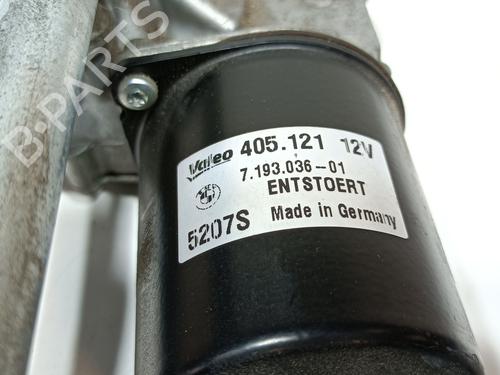 B-PARTS
Valeo 405.121 12V
7.193.036-01
ENTSTOERT
5207S Made in Germany